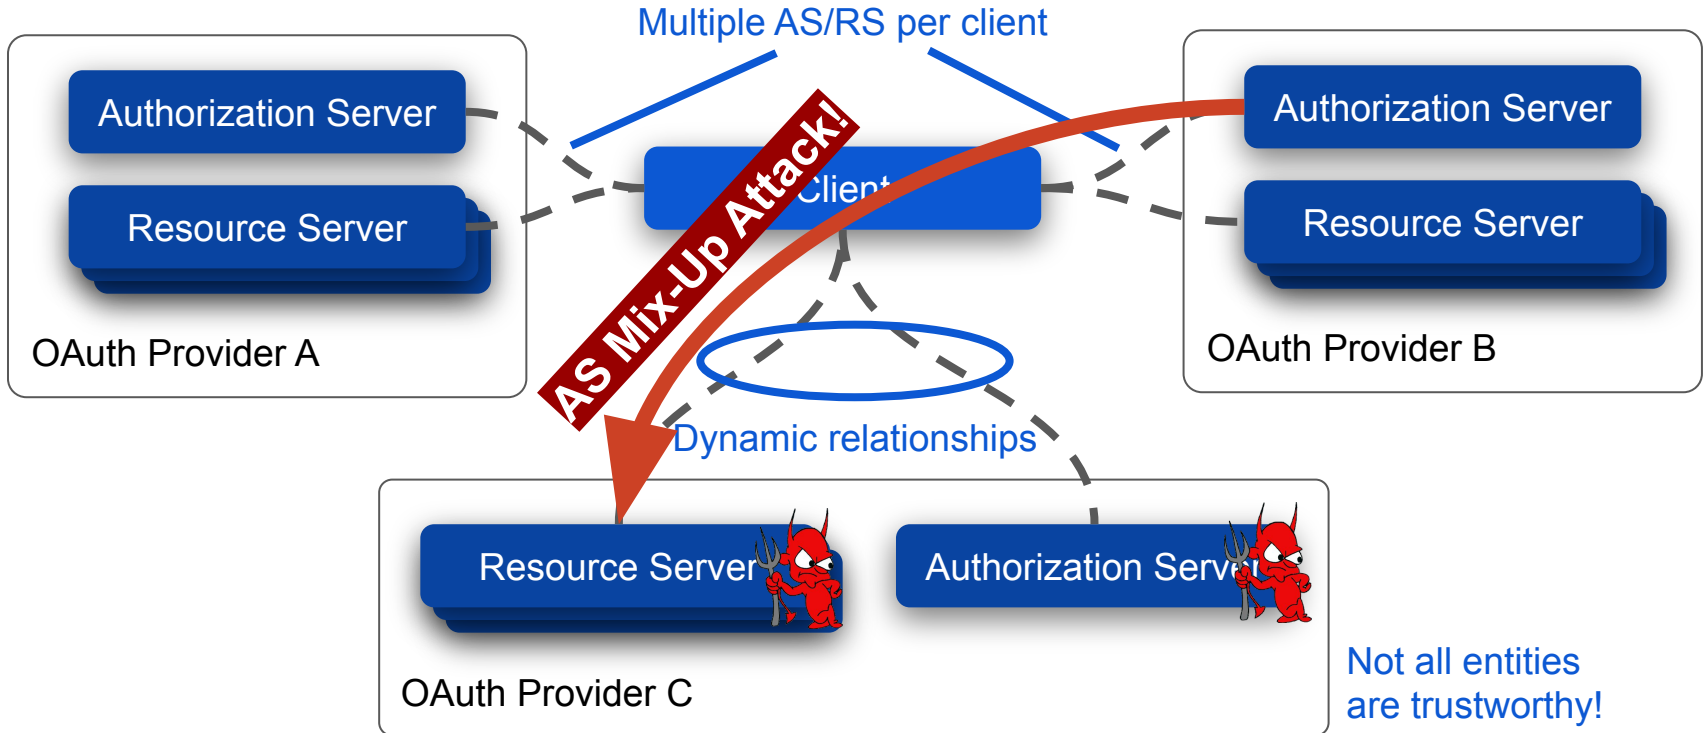 Multiple AS/RS per client
Authorization Server
Resource Server
OAuth Provider A
Client
AS Mix-Up Attack!
Authorization Server
Resource Server
OAuth Provider B
Dynamic relationships
Resource Server
Authorization Server
OAuth Provider C
Not all entities
are trustworthy!